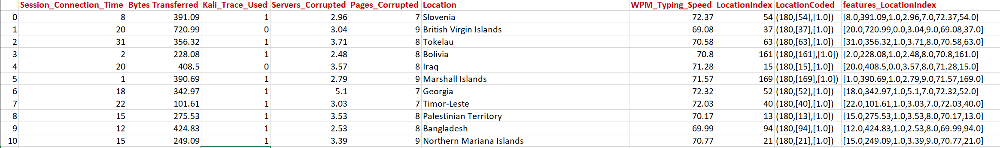 Session_Connection_Time Bytes Transferred Kali_Trace_Used Servers_Corrupted Pages_Corrupted Location WPM_Typing_Speed LocationIndex LocationCoded features_LocationIndex
0 8 391.09 1 2.96 7 Slovenia 72.37 54 (180,[54],[1.0]) [8.0,391.09,1.0,2.96,7.0,72.37,54.0]
1 20 720.99 0 3.04 9 British Virgin Islands 69.08 37 (180,[37],[1.0]) [20.0,720.99,0.0,3.04,9.0,69.08,37.0]
2 31 356.32 1 3.71 8 Tokelau 70.58 63 (180,[63],[1.0]) [31.0,356.32,1.0,3.71,8.0,70.58,63.0]
3 2 228.08 1 2.48 8 Bolivia 70.8 161 (180,[161],[1.0]) [2.0,228.08,1.0,2.48,8.0,70.8,161.0]
4 20 408.5 0 3.57 8 Iraq 71.28 15 (180,[15],[1.0]) [20.0,408.5,0.0,3.57,8.0,71.28,15.0]
5 1 390.69 1 2.79 9 Marshall Islands 71.57 169 (180,[169],[1.0]) [1.0,390.69,1.0,2.79,9.0,71.57,169.0]
6 18 342.97 1 5.1 7 Georgia 72.32 52 (180,[52],[1.0]) [18.0,342.97,1.0,5.1,7.0,72.32,52.0]
7 22 101.61 1 3.03 7 Timor-Leste 72.03 40 (180,[40],[1.0]) [22.0,101.61,1.0,3.03,7.0,72.03,40.0]
8 15 275.53 1 3.53 8 Palestinian Territory 70.17 13 (180,[13],[1.0]) [15.0,275.53,1.0,3.53,8.0,70.17,13.0]
9 12 424.83 1 2.53 8 Bangladesh 69.99 94 (180,[94],[1.0]) [12.0,424.83,1.0,2.53,8.0,69.99,94.0]
10 15 249.09 1 3.39 9 Northern Mariana Islands 70.77 21 (180,[21],[1.0]) [15.0,249.09,1.0,3.39,9.0,70.77,21.0]